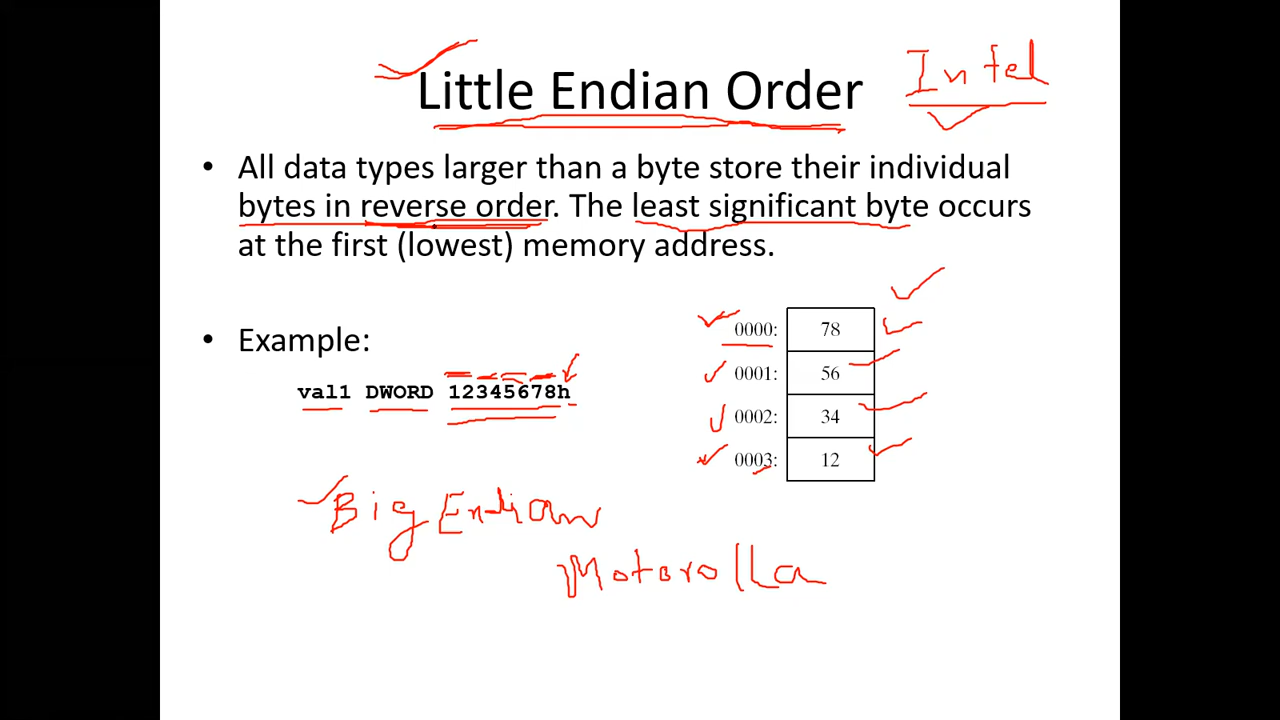 Little Endian Order
Intel
• All data types larger than a byte store their individual
bytes in reverse order. The least significant byte occurs
at the first (lowest) memory address.
• Example:
val1 DWORD 12345678h
0000: 78
0001: 56
0002: 34
0003: 12
Big Endian
Motorolla